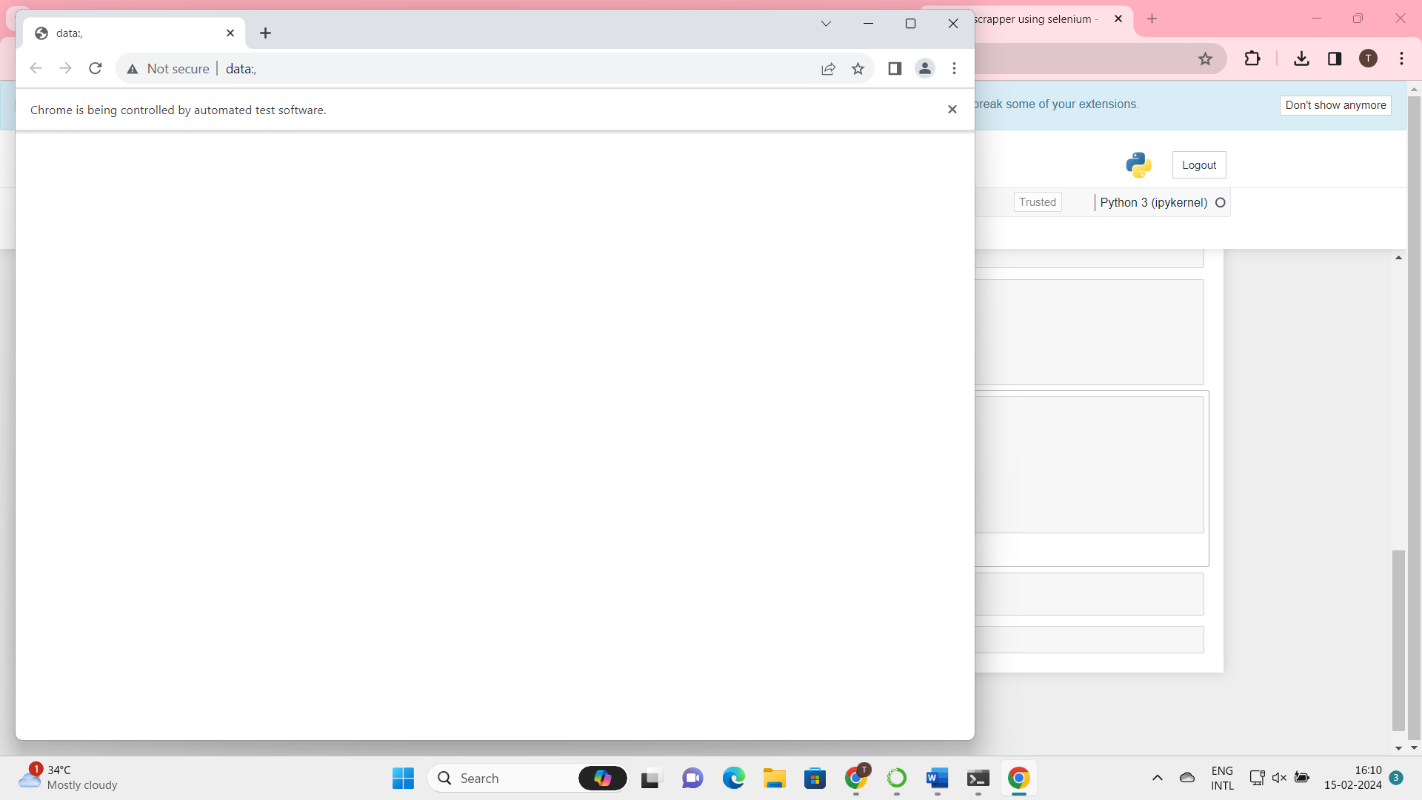 data:,
scrapper using selenium -
T
Not secure
data:,
Chrome is being controlled by automated test software.
break some of your extensions.
Don't show anymore
Logout
Trusted
Python 3 (ipykernel)
1
34°C
Mostly cloudy
Search
T
W
ENG
INTL
16:10
15-02-2024
3